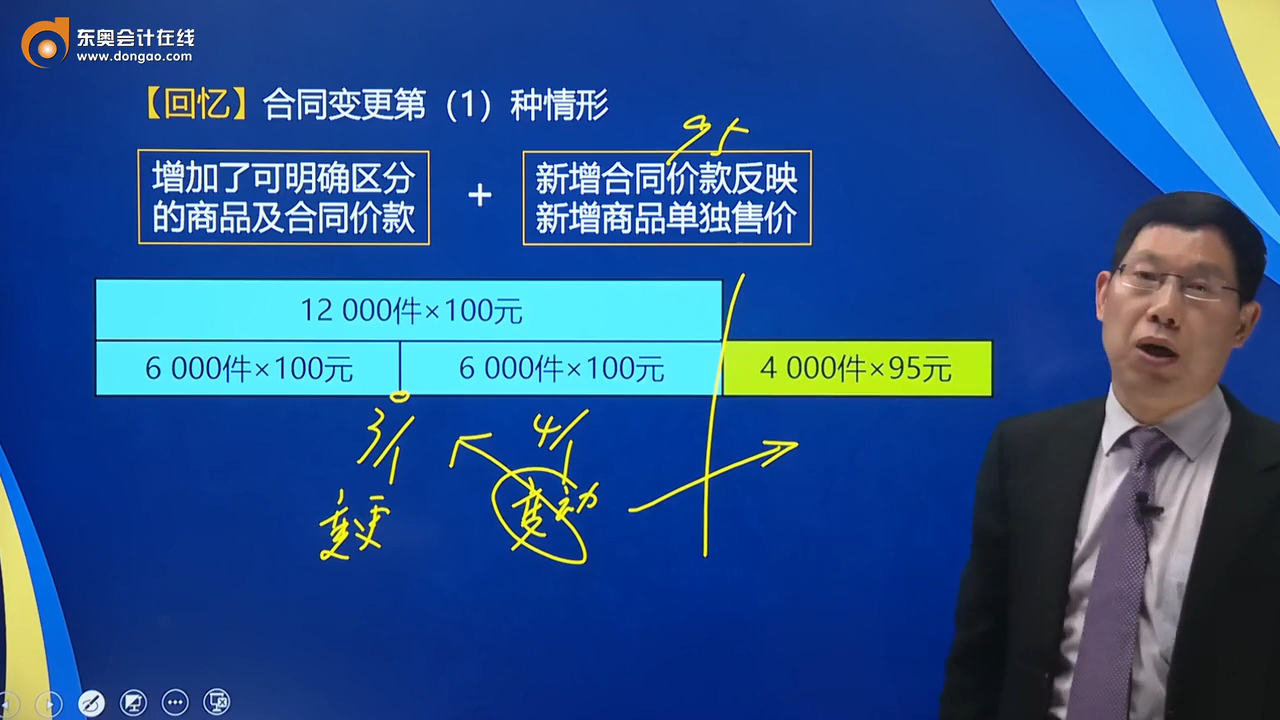 东奥会计在线
www.dongao.com
【回忆】合同变更第（1）种情形
95
增加了可明确区分
的商品及合同价款
+
新增合同价款反映
新增商品单独售价
12 000件×100元
6 000件×100元
6 000件×100元
4 000件×95元
3/1
4/1
变更
变动